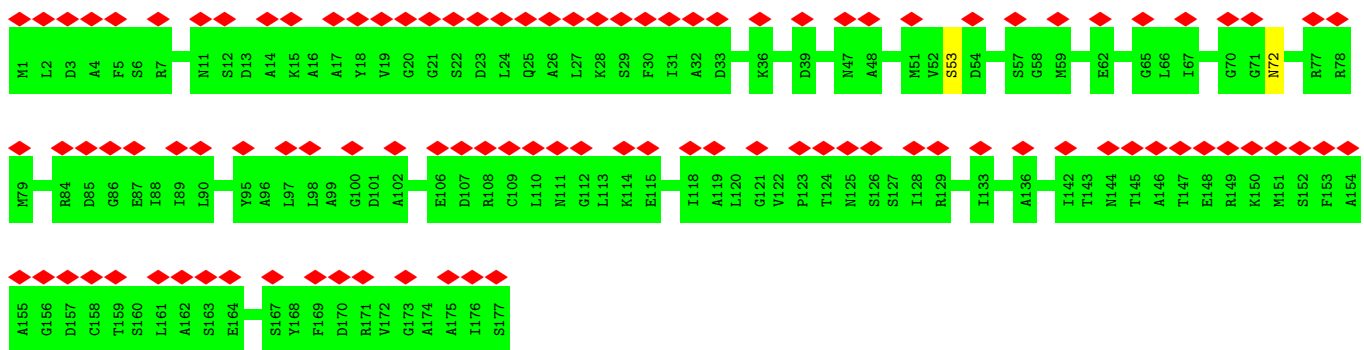 M1 L2 D3 A4 F5 S6 R7 N11 S12 D13 A14 K15 A16 A17 Y18 V19 G20 G21 S22 D23 L24 Q25 A26 L27 K28 S29 F30 I31 A32 D33 K36 D39 N47 A48 M51 V52 S53 D54 S57 G58 M59 E62 G65 L66 I67 G70 G71 N72 R77 R78
M79 R84 D85 G86 E87 I88 I89 L90 Y95 A96 L97 L98 A99 G100 D101 A102 E106 D107 R108 C109 L110 N111 G112 L113 K114 E115 I118 A119 L120 G121 V122 P123 T124 N125 S126 S127 I128 R129 I133 A136 I142 T143 N144 T145 A146 T147 E148 R149 K150 M151 S152 F153 A154
A155 G156 D157 C158 T159 S160 L161 A162 S163 E164 S167 Y168 F169 D170 R171 V172 G173 A174 A175 I176 S177